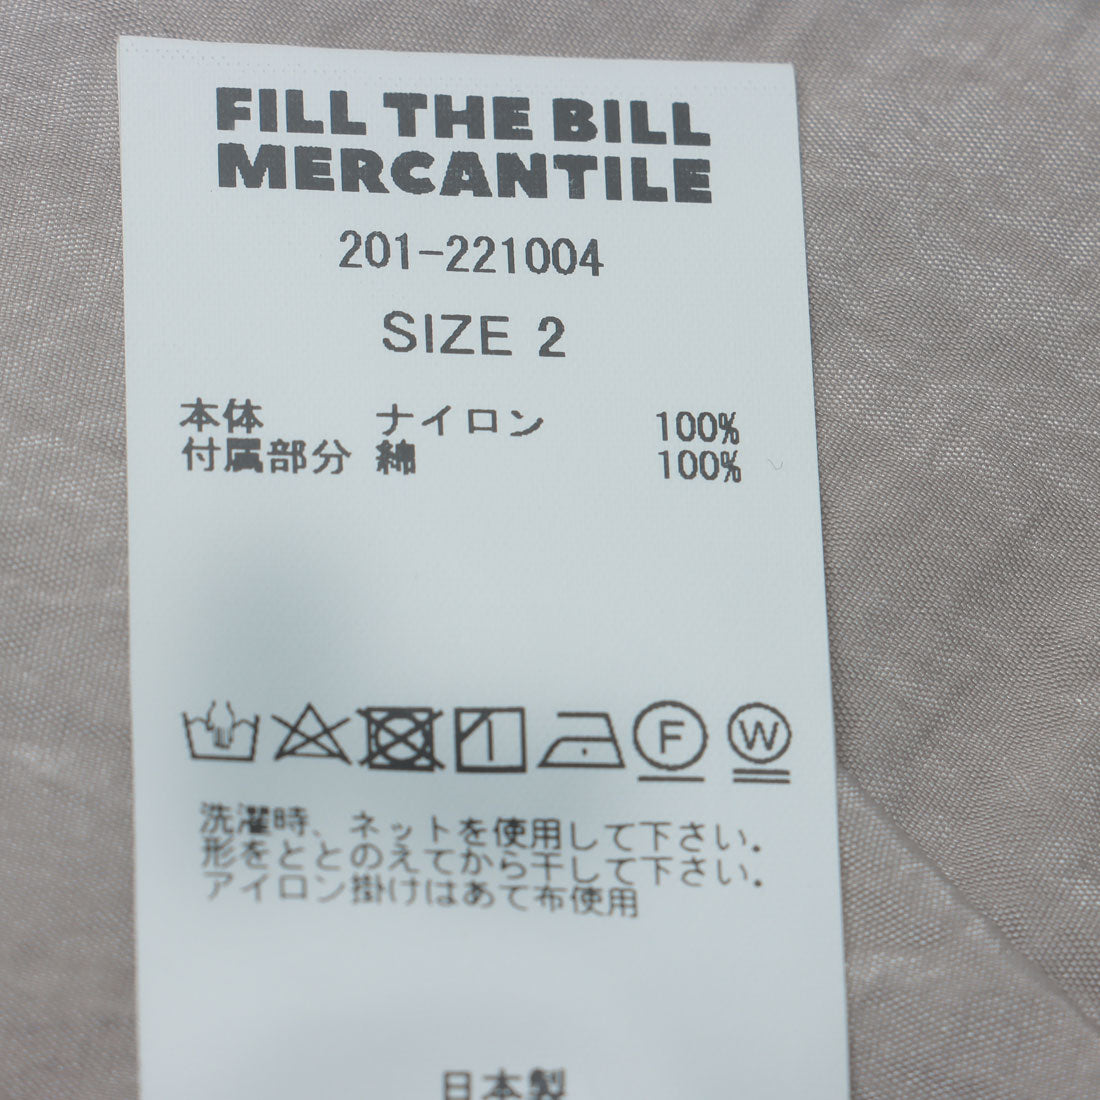 FILL THE BILL
MERCANTILE
201-221004
SIZE 2
本体 ナイロン 100%
付属部分 綿 100%
F W
洗濯時、ネットを使用して下さい.
形をととのえてから干して下さい.
アイロン掛けはあて布使用
日本製